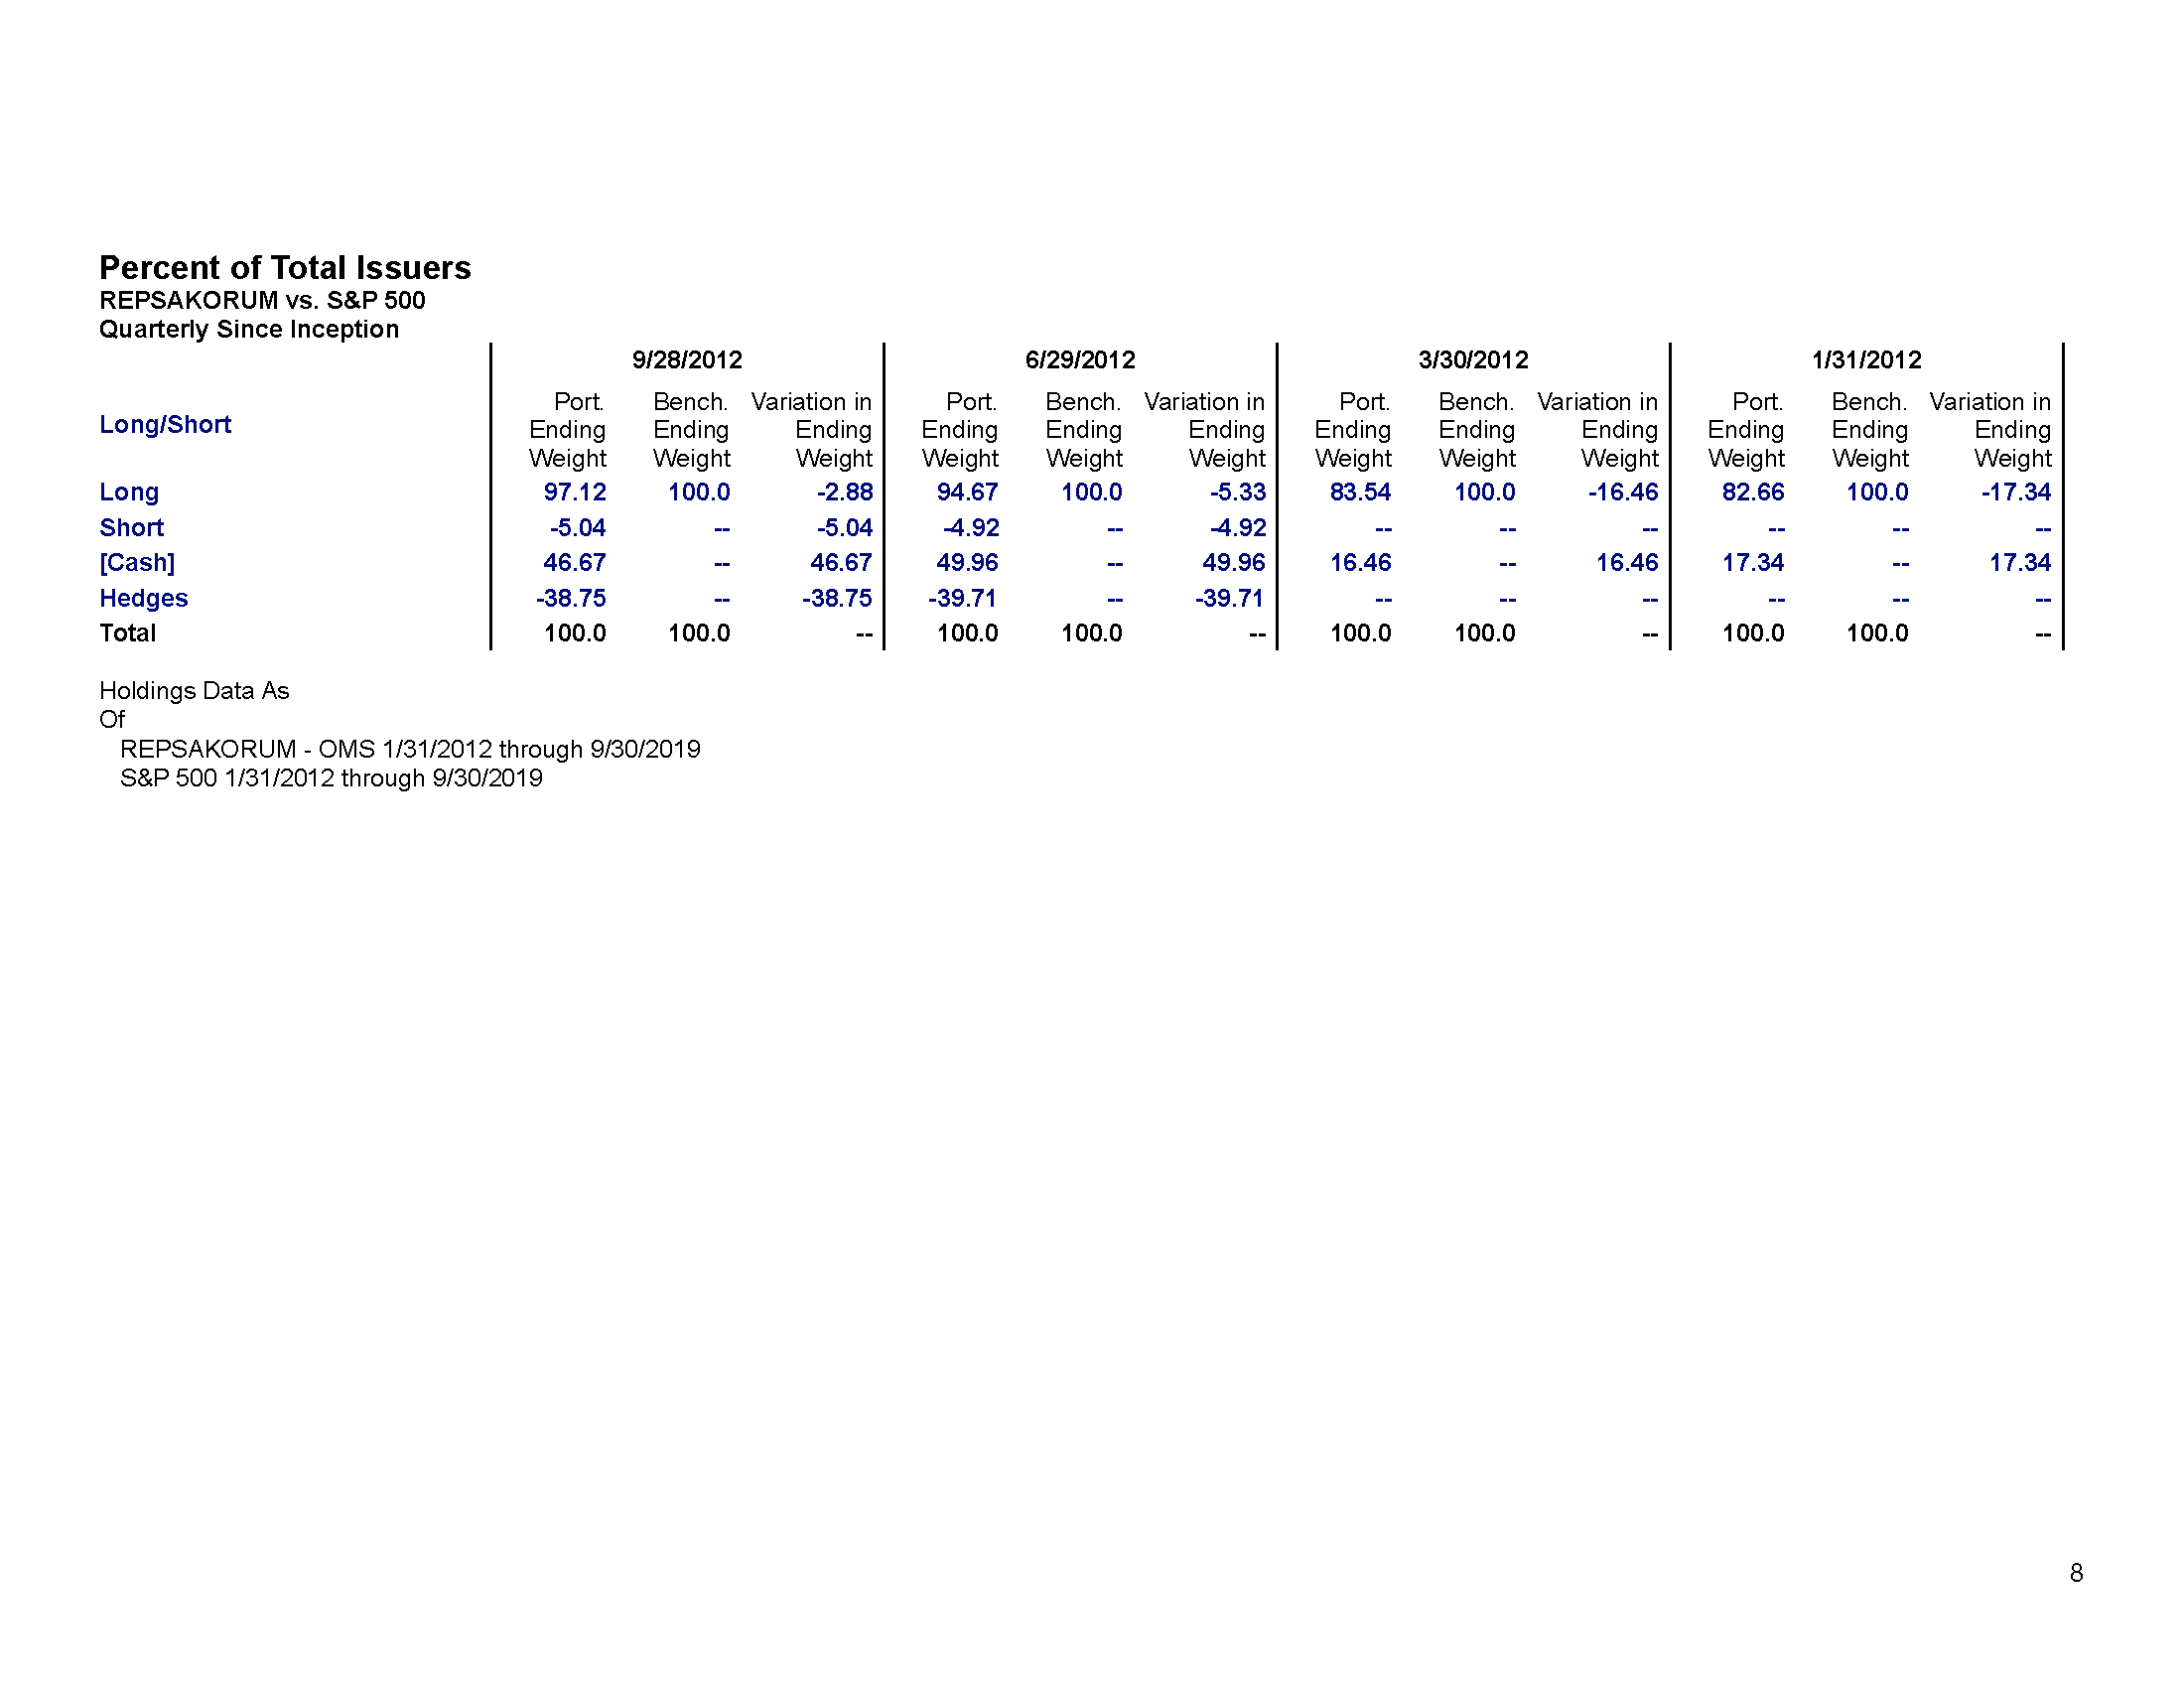 Percent of Total Issuers
REPSAKORUM vs. S&P 500
Quarterly Since Inception
9/28/2012 6/29/2012 3/30/2012 1/31/2012
Long/Short
Port. Bench. Variation in Port. Bench. Variation in Port. Bench. Variation in Port. Bench. Variation in
Ending Ending Ending Ending Ending Ending Ending Ending Ending Ending Ending Ending
Weight Weight Weight Weight Weight Weight Weight Weight Weight Weight Weight Weight
Long 97.12 100.0 -2.88 94.67 100.0 -5.33 83.54 100.0 -16.46 82.66 100.0 -17.34
Short -5.04 -- -5.04 -4.92 -- -4.92 -- -- -- -- -- --
[Cash] 46.67 -- 46.67 49.96 -- 49.96 16.46 -- 16.46 17.34 -- 17.34
Hedges -38.75 -- -38.75 -39.71 -- -39.71 -- -- -- -- -- --
Total 100.0 100.0 -- 100.0 100.0 -- 100.0 100.0 -- 100.0 100.0 --
Holdings Data As
Of
REPSAKORUM - OMS 1/31/2012 through 9/30/2019
S&P 500 1/31/2012 through 9/30/2019
8